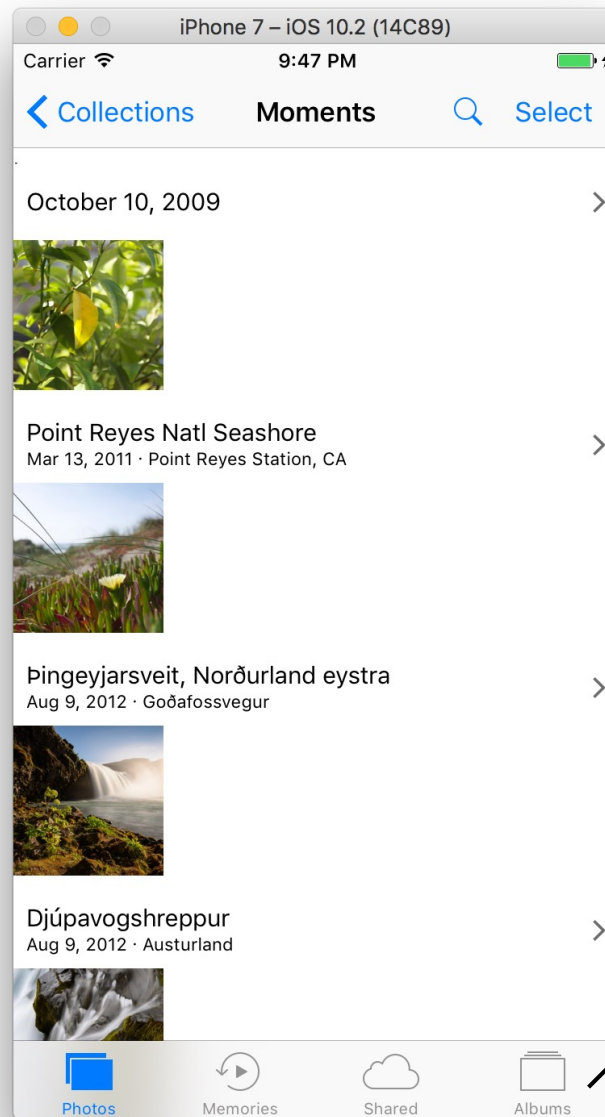 iPhone 7 – iOS 10.2 (14C89)
Carrier 9:47 PM
Collections Moments Select
October 10, 2009
Point Reyes Natl Seashore
Mar 13, 2011 · Point Reyes Station, CA
Þingeyjarsveit, Norðurland eystra
Aug 9, 2012 · Goðafossvegur
Djúpavogshreppur
Aug 9, 2012 · Austurland
Photos Memories Shared Albums